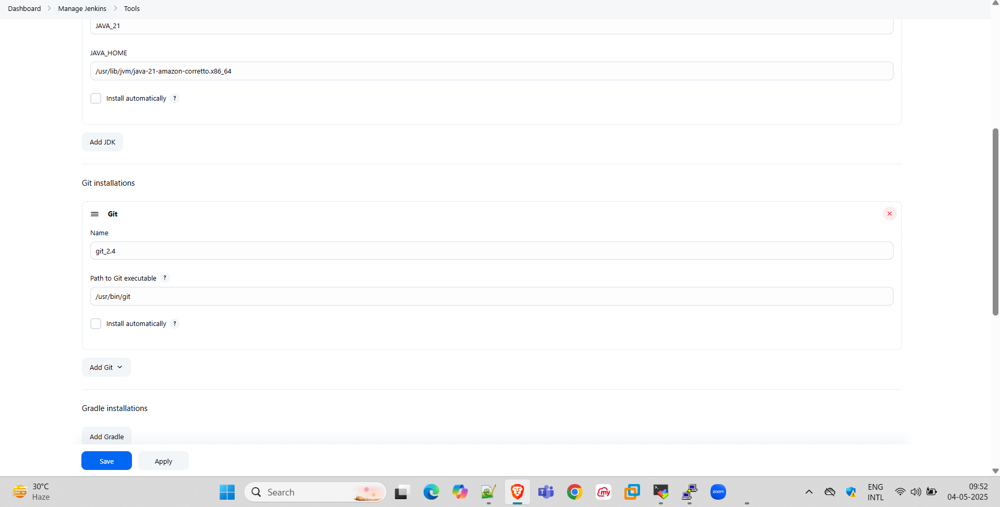 Dashboard > Manage Jenkins > Tools
JAVA_21
JAVA_HOME
/usr/lib/jvm/java-21-amazon-corretto.x86_64
Install automatically ?
Add JDK
Git installations
Git
Name
git_2.4
Path to Git executable ?
/usr/bin/git
Install automatically ?
Add Git
Gradle installations
Add Gradle
Save Apply
30°C
Haze
Search
my
zoom
ENG
INTL
09:52
04-05-2025